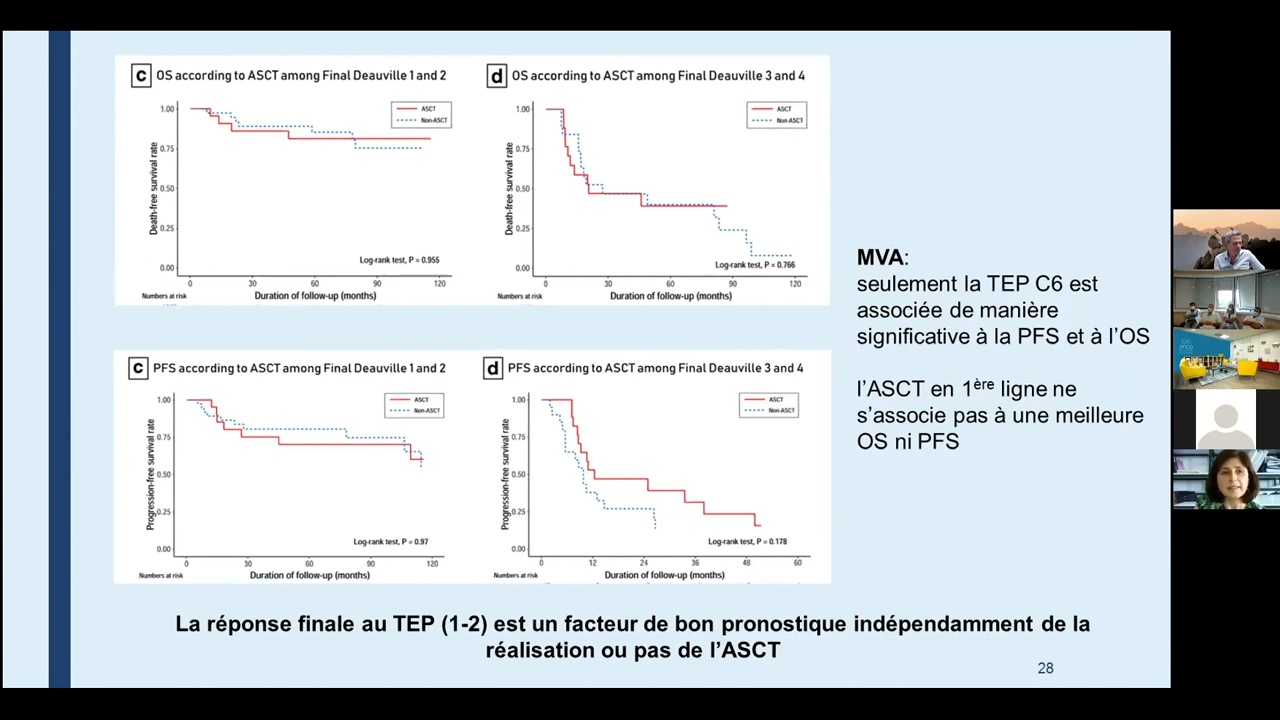 c OS according to ASCT among Final Deauville 1 and 2
ASCT
Non-ASCT
1.00
0.75
0.50
0.25
0.00
Death-free survival rate
Log-rank test, P = 0.955
0 30 60 90 120
Numbers at risk
Duration of follow-up (months)
d OS according to ASCT among Final Deauville 3 and 4
ASCT
Non-ASCT
1.00
0.75
0.50
0.25
0.00
Death-free survival rate
Log-rank test, P = 0.766
0 30 60 90 120
Numbers at risk
Duration of follow-up (months)
MVA:
seulement la TEP C6 est
associée de manière
significative à la PFS et à l’OS
l’ASCT en 1ère ligne ne
s’associe pas à une meilleure
OS ni PFS
c PFS according to ASCT among Final Deauville 1 and 2
ASCT
Non-ASCT
1.00
0.75
0.50
0.25
0.00
Progression-free survival rate
Log-rank test, P = 0.97
0 30 60 90 120
Numbers at risk
Duration of follow-up (months)
d PFS according to ASCT among Final Deauville 3 and 4
ASCT
Non-ASCT
1.00
0.75
0.50
0.25
0.00
Progression-free survival rate
Log-rank test, P = 0.178
0 12 24 36 48 60
Numbers at risk
Duration of follow-up (months)
La réponse finale au TEP (1-2) est un facteur de bon pronostique indépendamment de la
réalisation ou pas de l’ASCT
28